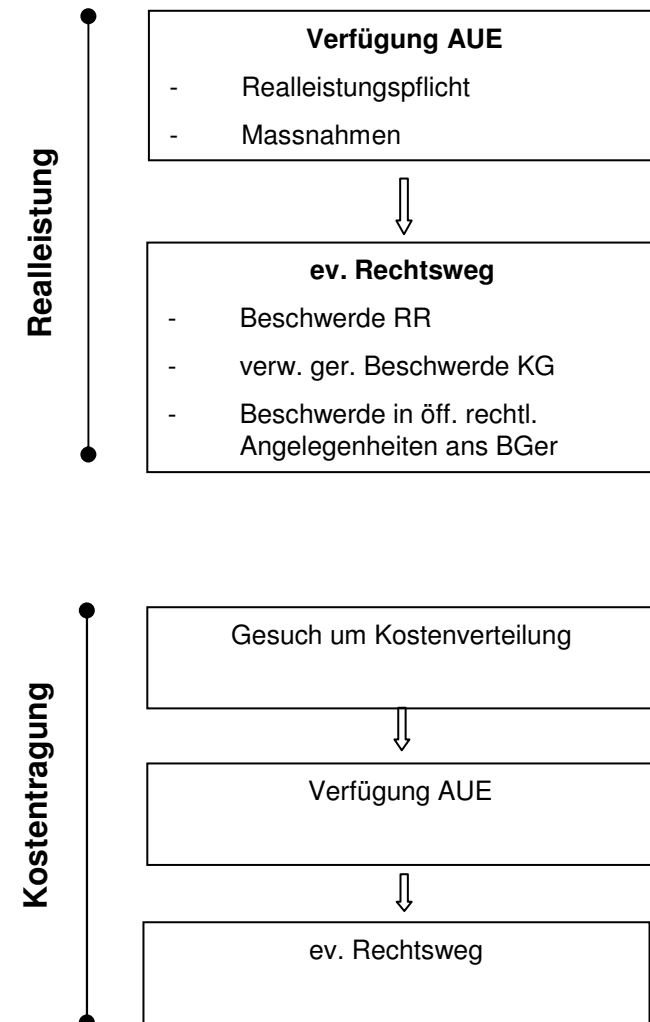 Realleistung
Verfügung AUE
- Realleistungspflicht
- Massnahmen
ev. Rechtsweg
- Beschwerde RR
- verw. ger. Beschwerde KG
- Beschwerde in öff. rechtl.
Angelegenheiten ans BGer
Kostentragung
Gesuch um Kostenverteilung
Verfügung AUE
ev. Rechtsweg